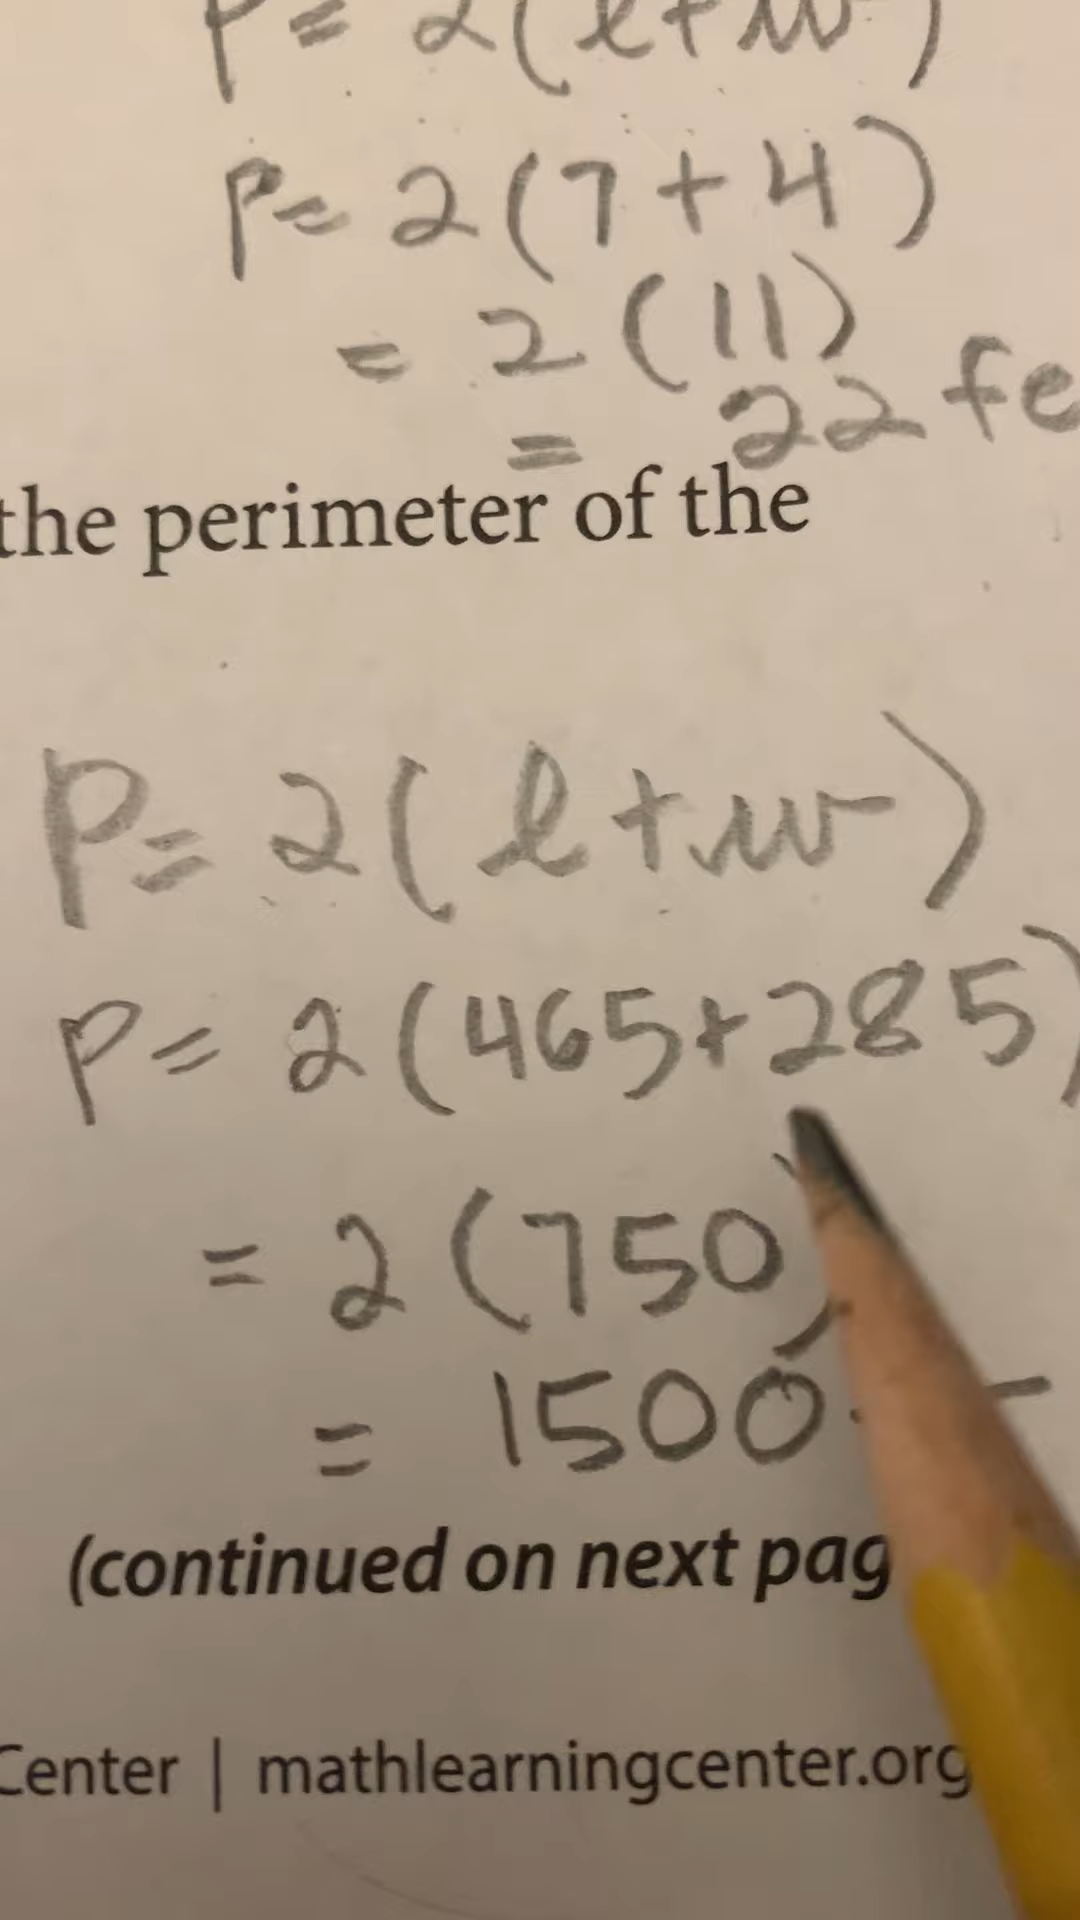 P = 2(l+w)
P= 2(7+4)
= 2(11)
= 22 fe
the perimeter of the
P= 2(l+w)
P= 2(465+285)
= 2(750)
= 1500
(continued on next pag
Center | mathlearningcenter.org